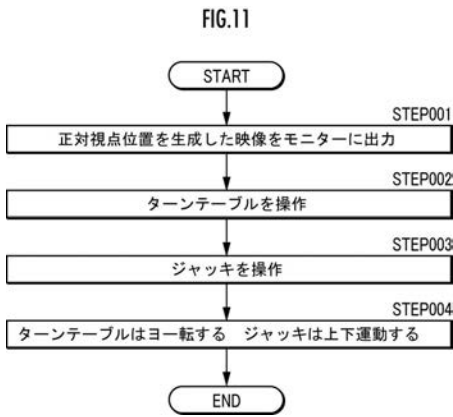 FIG.11
START
STEP001
正対視点位置を生成した映像をモニターに出力
STEP002
ターンテーブルを操作
STEP003
ジャッキを操作
STEP004
ターンテーブルはヨー転する　ジャッキは上下運動する
END